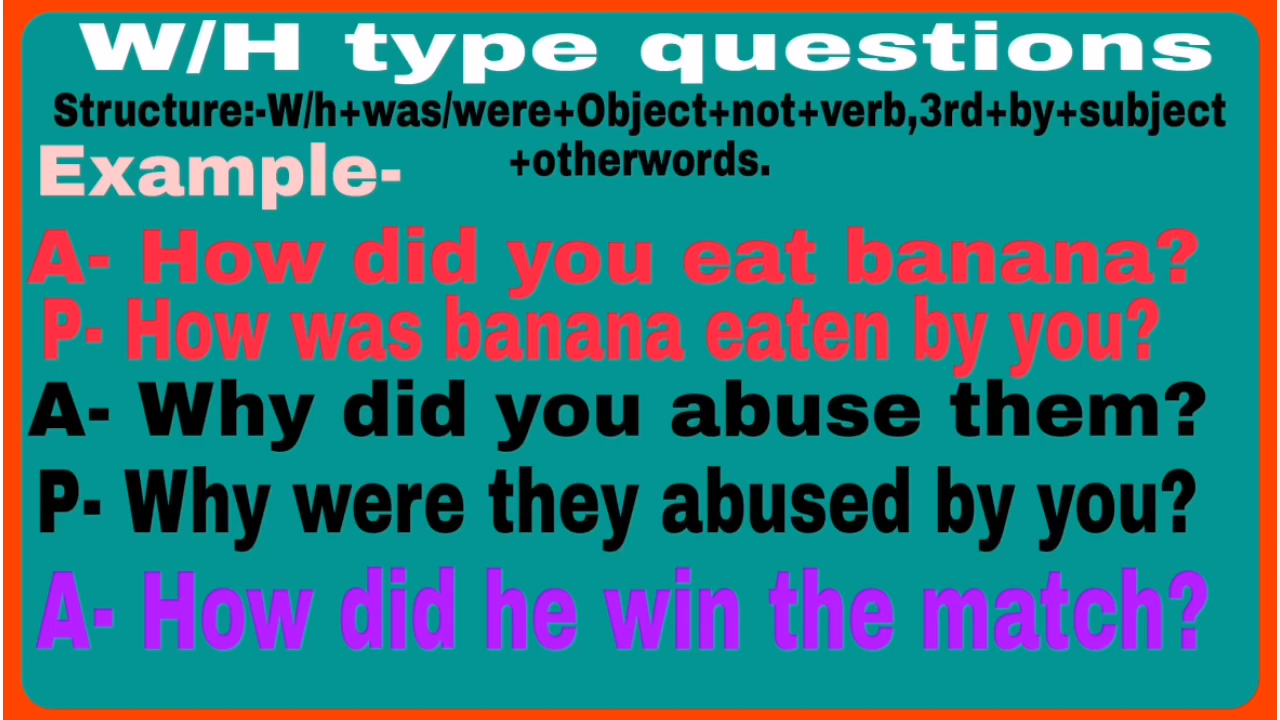 W/H type questions
Structure:-W/h+was/were+Object+not+verb,3rd+by+subject
+otherwords.
Example-
A- How did you eat banana?
P- How was banana eaten by you?
A- Why did you abuse them?
P- Why were they abused by you?
A- How did he win the match?